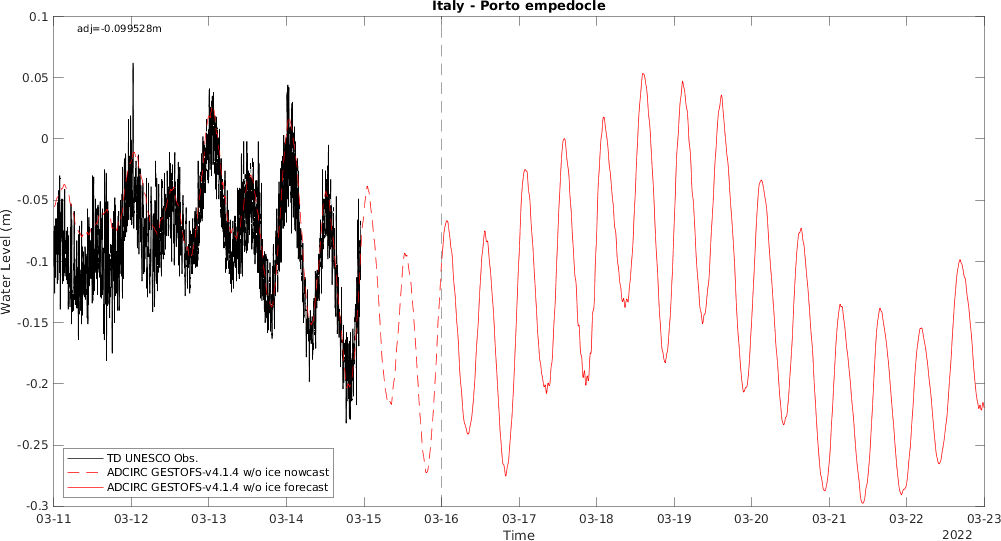 Italy - Porto empedocle
adj=-0.099528m
0.1
0.05
0
-0.05
-0.1
-0.15
-0.2
-0.25
-0.3
Water Level (m)
TD UNESCO Obs.
ADCIRC GESTOFS-v4.1.4 w/o ice nowcast
ADCIRC GESTOFS-v4.1.4 w/o ice forecast
03-11 03-12 03-13 03-14 03-15 03-16 03-17 03-18 03-19 03-20 03-21 03-22 03-23
Time
2022